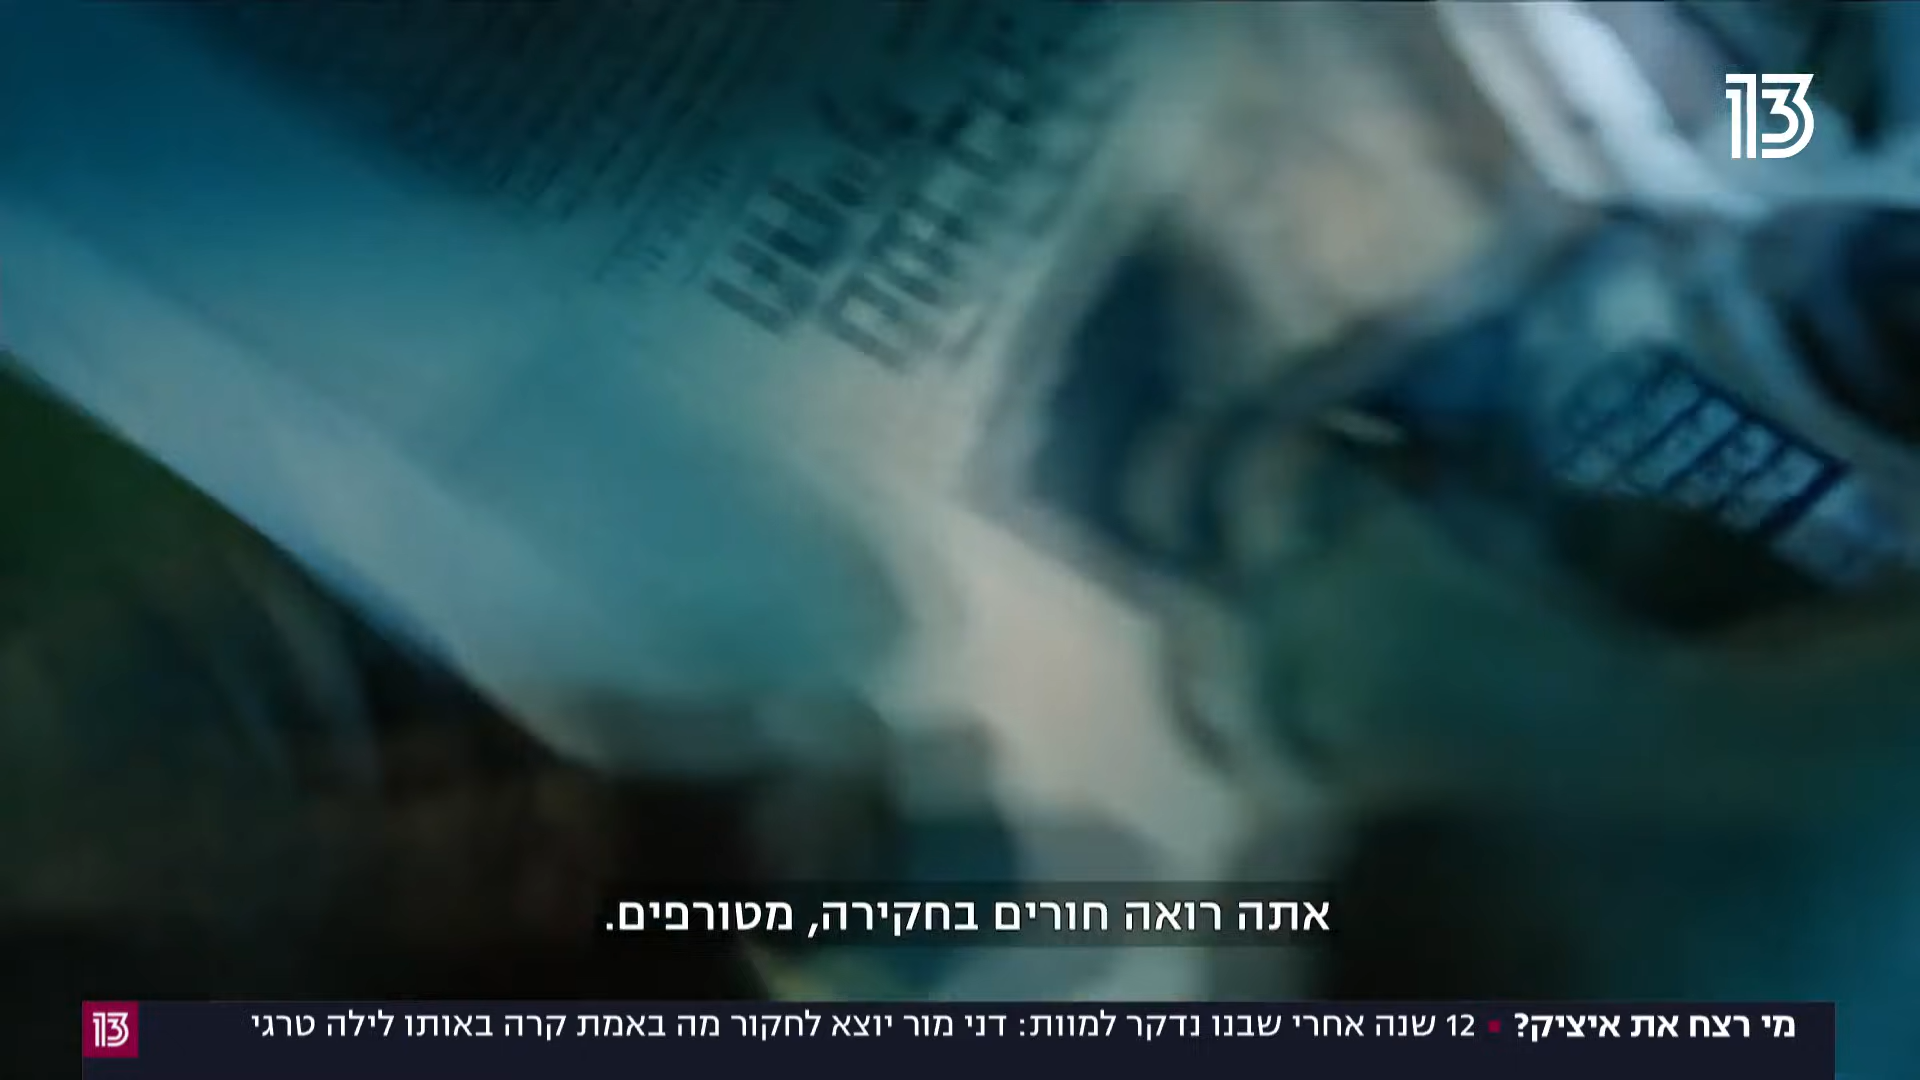 13
אתה רואה חורים בחקירה, מטורפים.
מי רצח את איציק? ▪ 12 שנה אחרי שבנו נדקר למוות: דני מור יוצא לחקור מה באמת קרה באותו לילה טרגי
13